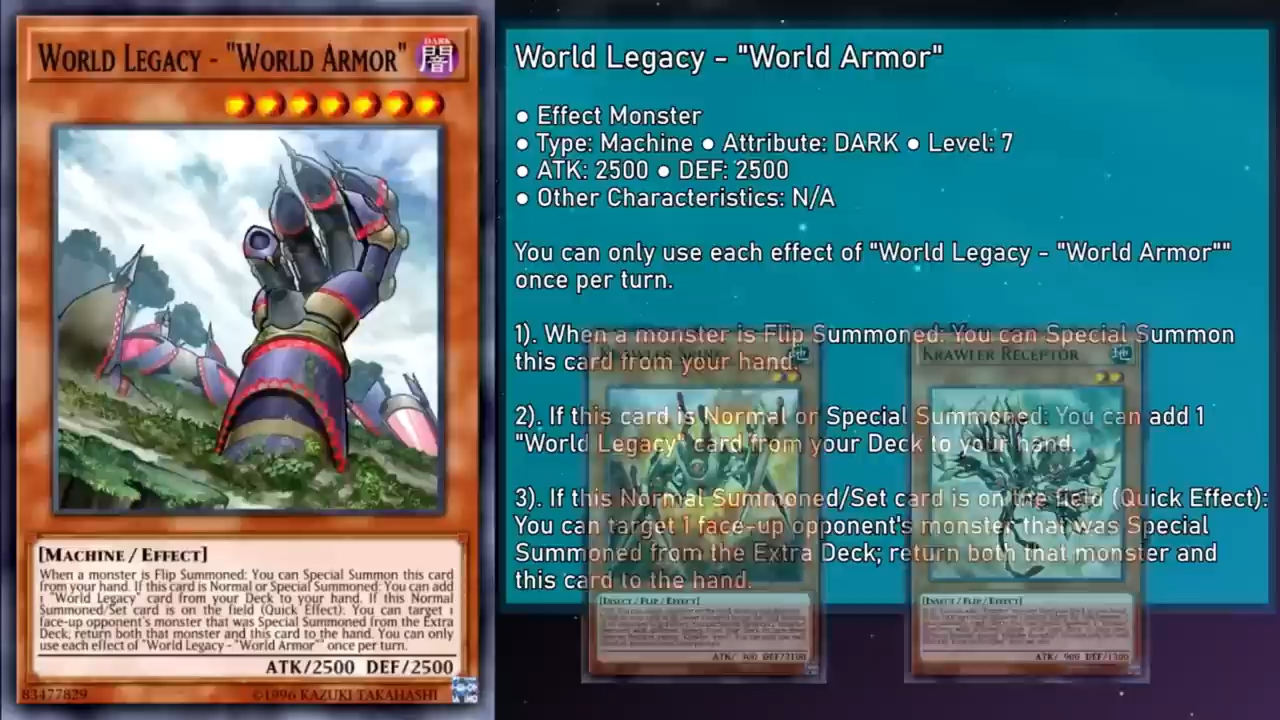 World Legacy - "World Armor"
DARK
闇
[Machine / Effect]
When a monster is Flip Summoned: You can Special Summon this card
from your hand. If this card is Normal or Special Summoned: You can add
1 "World Legacy" card from your Deck to your hand. If this Normal
Summoned/Set card is on the field (Quick Effect): You can target 1
face-up opponent's monster that was Special Summoned from the Extra
Deck; return both that monster and this card to the hand. You can only
use each effect of "World Legacy - "World Armor"" once per turn.
ATK/2500 DEF/2500
83477829
©1996 KAZUKI TAKAHASHI
World Legacy - "World Armor"
● Effect Monster
● Type: Machine ● Attribute: DARK ● Level: 7
● ATK: 2500 ● DEF: 2500
● Other Characteristics: N/A
You can only use each effect of "World Legacy - "World Armor""
once per turn.
1). When a monster is Flip Summoned: You can Special Summon
this card from your hand.
2). If this card is Normal or Special Summoned: You can add 1
"World Legacy" card from your Deck to your hand.
3). If this Normal Summoned/Set card is on the field (Quick Effect):
You can target 1 face-up opponent's monster that was Special
Summoned from the Extra Deck; return both that monster and
this card to the hand.
Krawler Receptor
[Insect / Flip / Effect]
[Insect / Flip / Effect]
ATK/ 900 DEF/1300